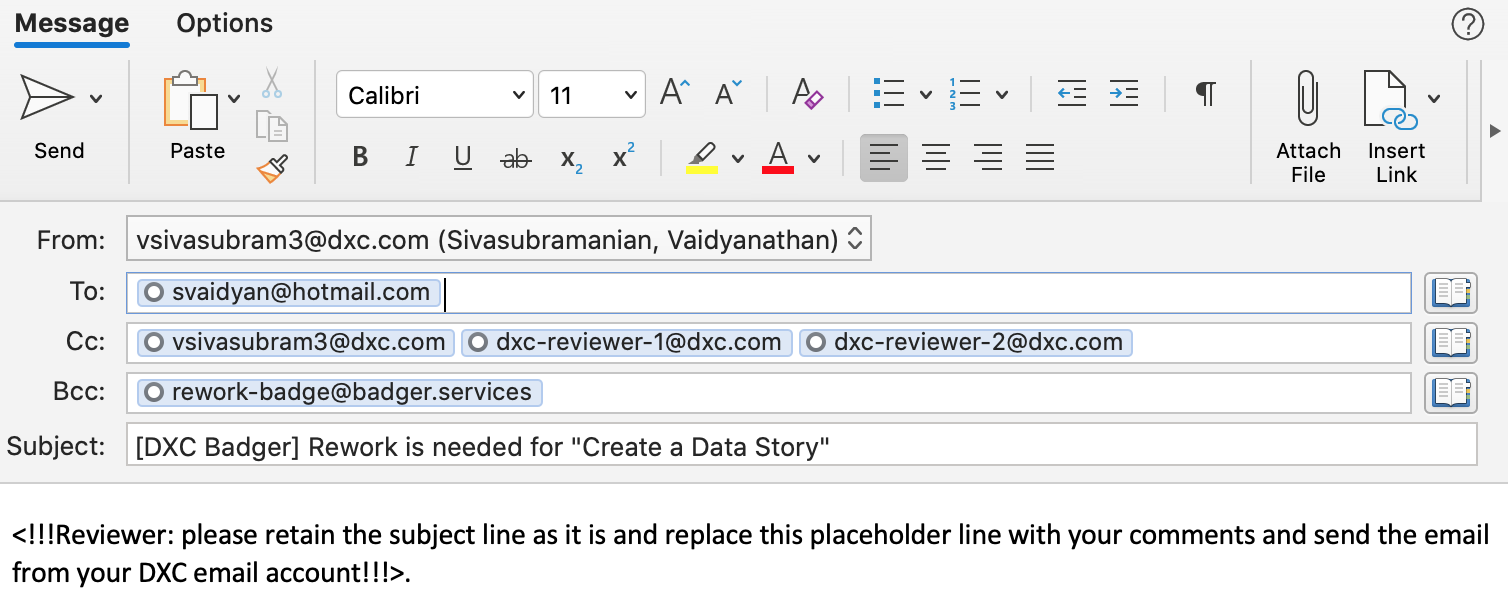 Message Options
Send
Paste
Calibri 11
B I U ab x2 x2 A
Attach File
Insert Link
From: vsivasubram3@dxc.com (Sivasubramanian, Vaidyanathan)
To: svaidyan@hotmail.com
Cc: vsivasubram3@dxc.com dxc-reviewer-1@dxc.com dxc-reviewer-2@dxc.com
Bcc: rework-badge@badger.services
Subject: [DXC Badger] Rework is needed for "Create a Data Story"
<!!!Reviewer: please retain the subject line as it is and replace this placeholder line with your comments and send the email
from your DXC email account!!!>.